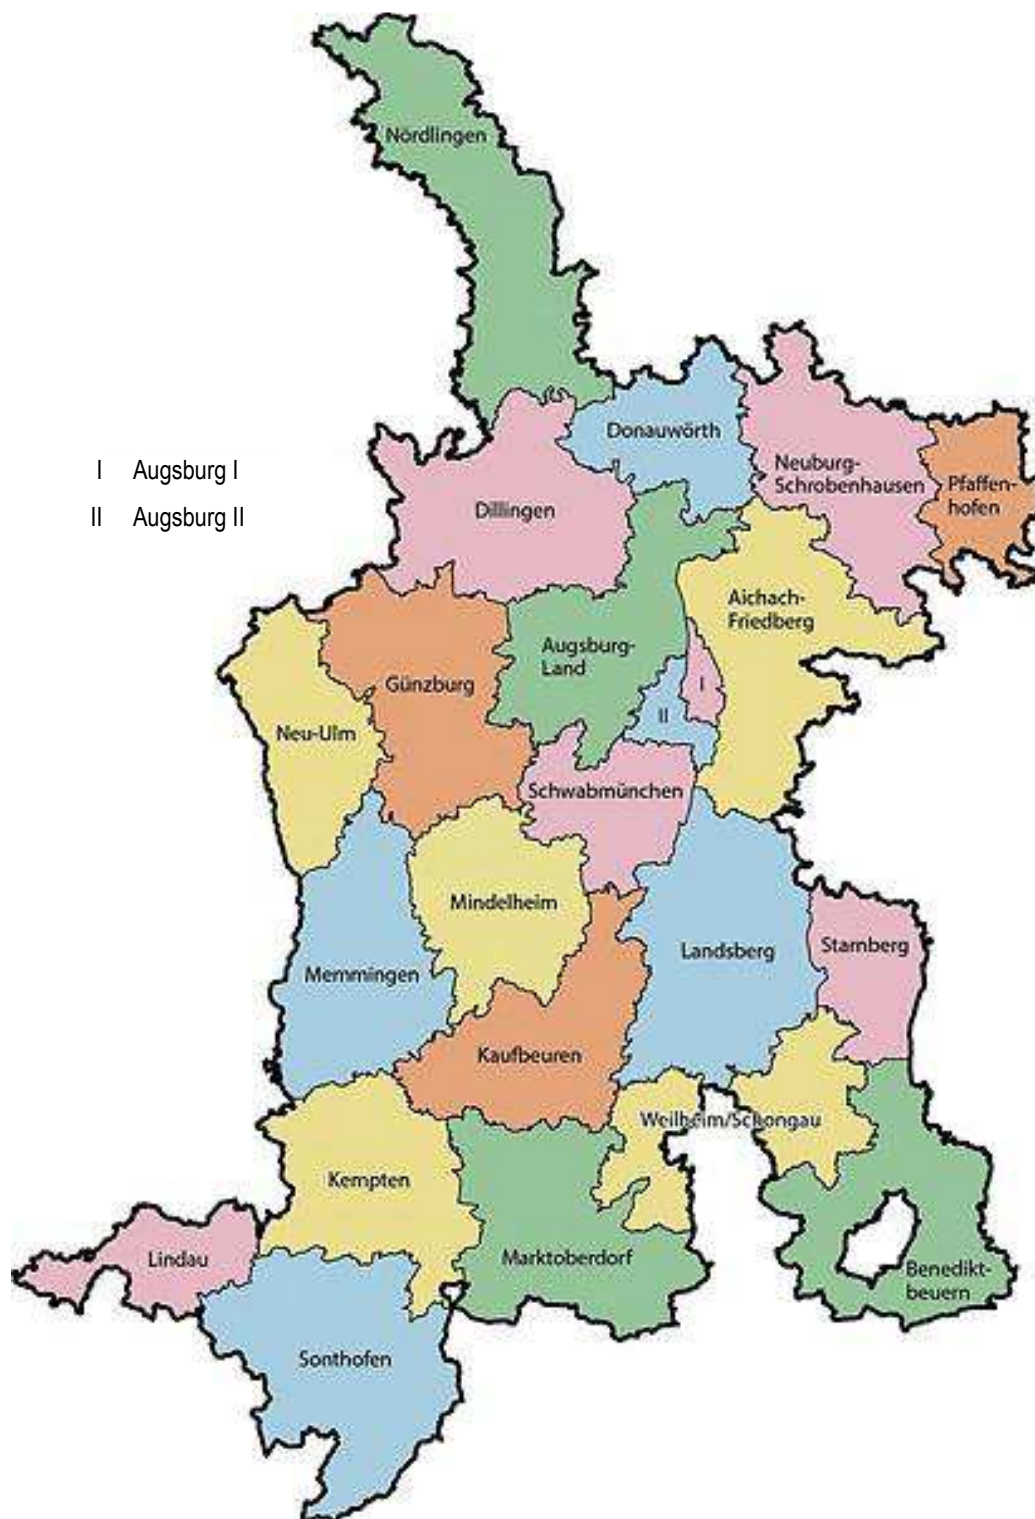 Nördlingen
Donauwörth
Neuburg-
Schrobenhausen
Pfaffen-
hofen
I Augsburg I
II Augsburg II
Dillingen
Aichach-
Friedberg
Augsburg-
Land
Günzburg
I
II
Neu-Ulm
Schwabmünchen
Mindelheim
Landsberg
Starnberg
Memmingen
Kaufbeuren
Weilheim/Schongau
Kempten
Lindau
Marktoberdorf
Benedikt-
beuern
Sonthofen